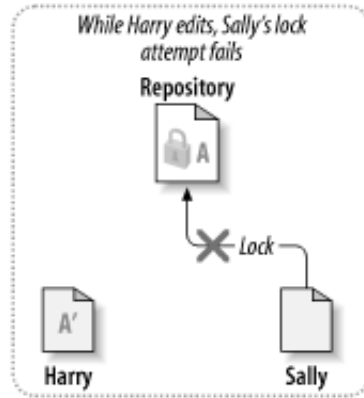 While Harry edits, Sally's lock
attempt fails
Repository
A
Lock
A′
Harry
Sally